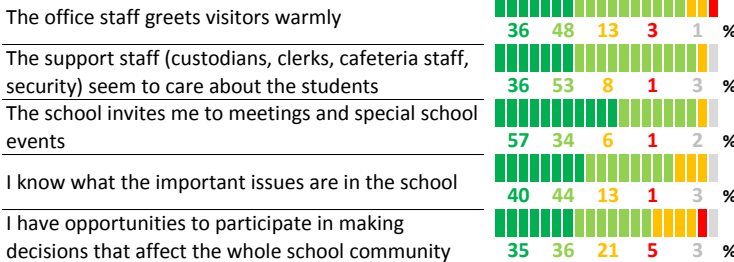 The office staff greets visitors warmly
36 48 13 3 1 %
The support staff (custodians, clerks, cafeteria staff,
security) seem to care about the students
36 53 8 1 3 %
The school invites me to meetings and special school
events
57 34 6 1 2 %
I know what the important issues are in the school
40 44 13 1 3 %
I have opportunities to participate in making
decisions that affect the whole school community
35 36 21 5 3 %